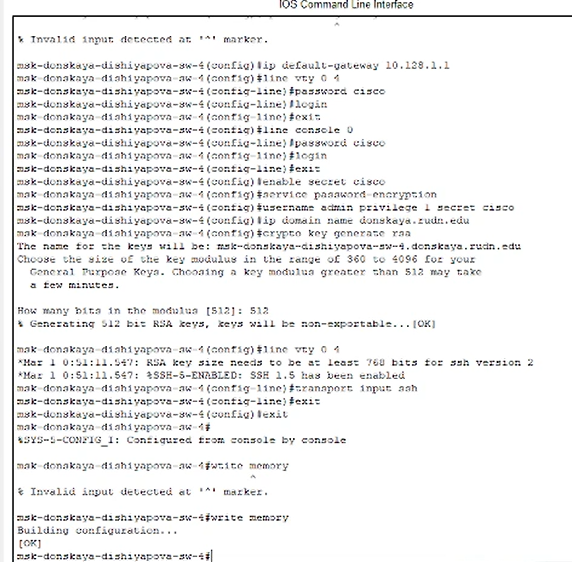 IOS Command Line Interface
^
% Invalid input detected at '^' marker.
msk-donskaya-dishiyapova-sw-4(config)#ip default-gateway 10.128.1.1
msk-donskaya-dishiyapova-sw-4(config)#line vty 0 4
msk-donskaya-dishiyapova-sw-4(config-line)#password cisco
msk-donskaya-dishiyapova-sw-4(config-line)#login
msk-donskaya-dishiyapova-sw-4(config-line)#exit
msk-donskaya-dishiyapova-sw-4(config)#line console 0
msk-donskaya-dishiyapova-sw-4(config-line)#password cisco
msk-donskaya-dishiyapova-sw-4(config-line)#login
msk-donskaya-dishiyapova-sw-4(config-line)#exit
msk-donskaya-dishiyapova-sw-4(config)#enable secret cisco
msk-donskaya-dishiyapova-sw-4(config)#service password-encryption
msk-donskaya-dishiyapova-sw-4(config)#username admin privilege 1 secret cisco
msk-donskaya-dishiyapova-sw-4(config)#ip domain name donskaya.rudn.edu
msk-donskaya-dishiyapova-sw-4(config)#crypto key generate rsa
The name for the keys will be: msk-donskaya-dishiyapova-sw-4.donskaya.rudn.edu
Choose the size of the key modulus in the range of 360 to 4096 for your
General Purpose Keys. Choosing a key modulus greater than 512 may take
a few minutes.
How many bits in the modulus [512]: 512
% Generating 512 bit RSA keys, keys will be non-exportable...[OK]
msk-donskaya-dishiyapova-sw-4(config)#line vty 0 4
*Mar 1 0:51:11.547: RSA key size needs to be at least 768 bits for ssh version 2
*Mar 1 0:51:11.547: %SSH-5-ENABLED: SSH 1.5 has been enabled
msk-donskaya-dishiyapova-sw-4(config-line)#transport input ssh
msk-donskaya-dishiyapova-sw-4(config-line)#exit
msk-donskaya-dishiyapova-sw-4(config)#exit
msk-donskaya-dishiyapova-sw-4#
%SYS-5-CONFIG_I: Configured from console by console
msk-donskaya-dishiyapova-sw-4#wtite memory
^
% Invalid input detected at '^' marker.
msk-donskaya-dishiyapova-sw-4#write memory
Building configuration...
[OK]
msk-donskaya-dishiyapova-sw-4#